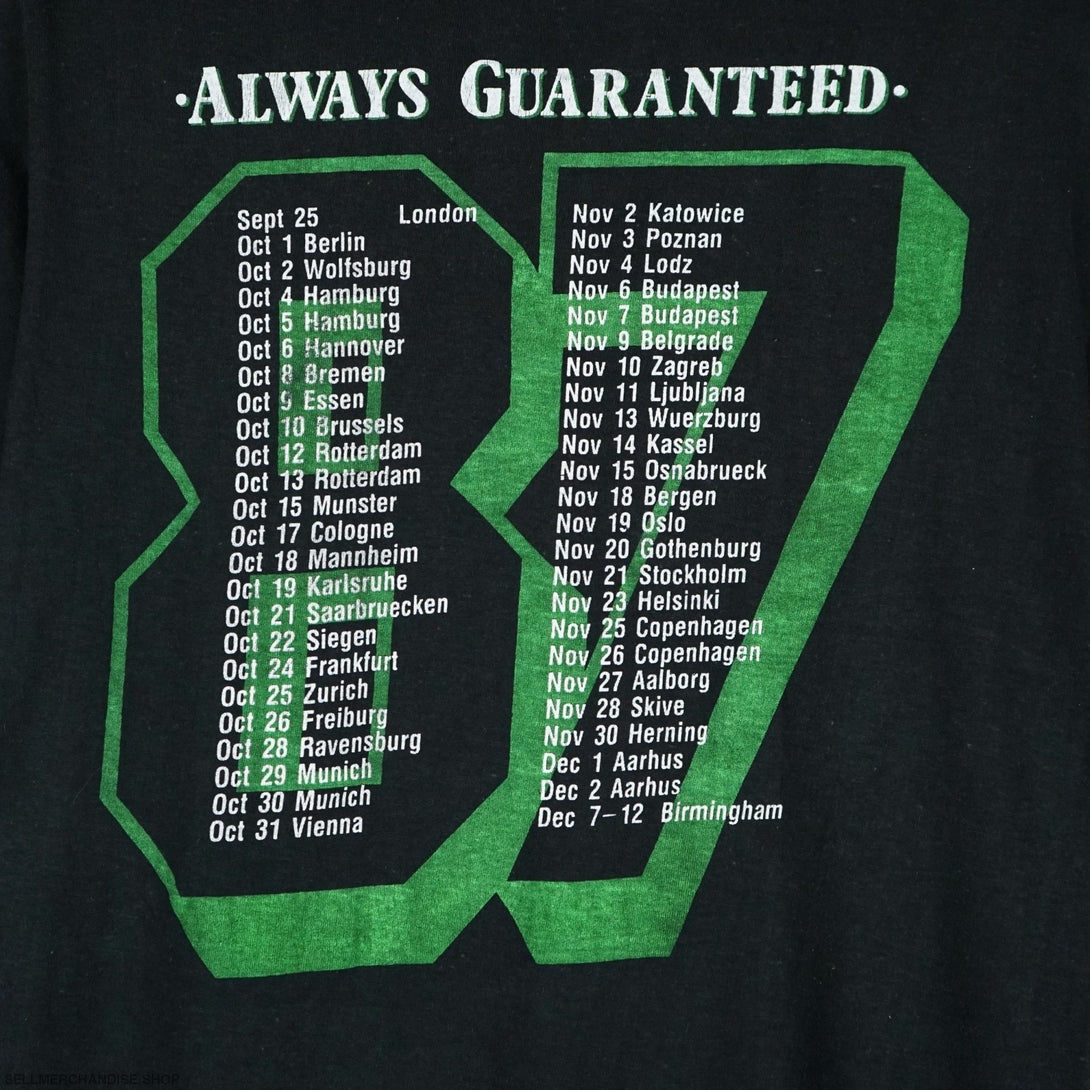 ·ALWAYS GUARANTEED·
87
Sept 25 London
Oct 1 Berlin
Oct 2 Wolfsburg
Oct 4 Hamburg
Oct 5 Hamburg
Oct 6 Hannover
Oct 8 Bremen
Oct 9 Essen
Oct 10 Brussels
Oct 12 Rotterdam
Oct 13 Rotterdam
Oct 15 Munster
Oct 17 Cologne
Oct 18 Mannheim
Oct 19 Karlsruhe
Oct 21 Saarbruecken
Oct 22 Siegen
Oct 24 Frankfurt
Oct 25 Zurich
Oct 26 Freiburg
Oct 28 Ravensburg
Oct 29 Munich
Oct 30 Munich
Oct 31 Vienna
Nov 2 Katowice
Nov 3 Poznan
Nov 4 Lodz
Nov 6 Budapest
Nov 7 Budapest
Nov 9 Belgrade
Nov 10 Zagreb
Nov 11 Ljubljana
Nov 13 Wuerzburg
Nov 14 Kassel
Nov 15 Osnabrueck
Nov 18 Bergen
Nov 19 Oslo
Nov 20 Gothenburg
Nov 21 Stockholm
Nov 23 Helsinki
Nov 25 Copenhagen
Nov 26 Copenhagen
Nov 27 Aalborg
Nov 28 Skive
Nov 30 Herning
Dec 1 Aarhus
Dec 2 Aarhus
Dec 7-12 Birmingham
SELLMERCHANDISE.SHOP